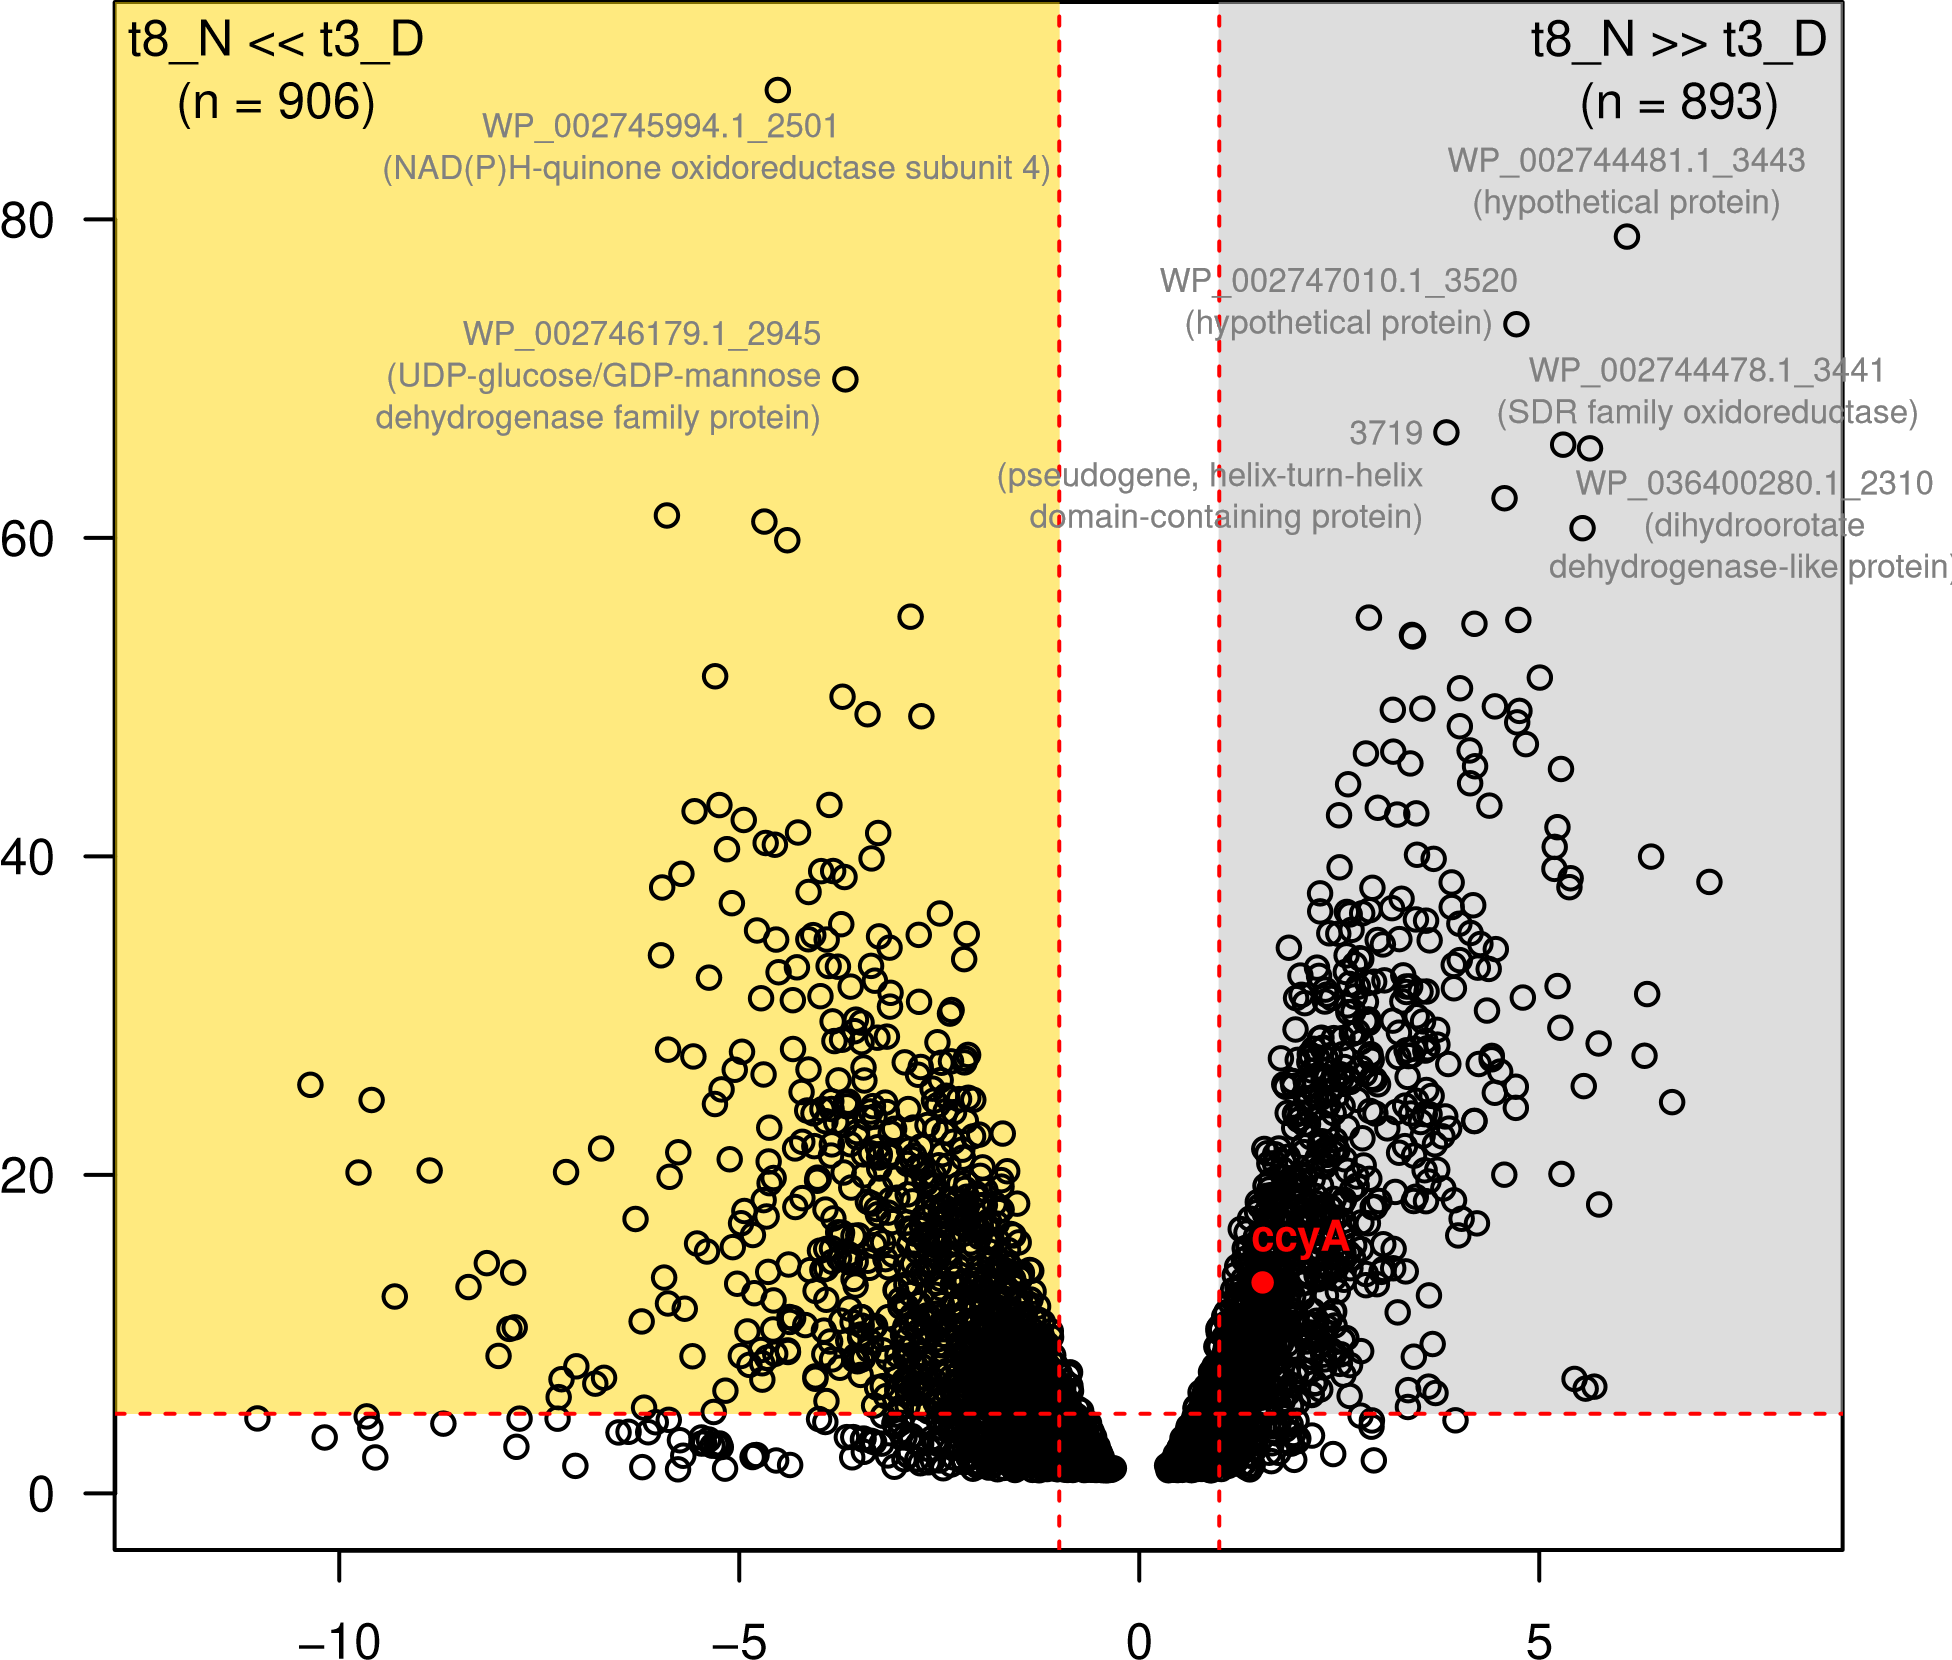 t8_N << t3_D
(n = 906)
t8_N >> t3_D
(n = 893)
WP_002745994.1_2501
(NAD(P)H-quinone oxidoreductase subunit 4)
WP_002744481.1_3443
(hypothetical protein)
WP_002747010.1_3520
(hypothetical protein)
WP_002746179.1_2945
(UDP-glucose/GDP-mannose
dehydrogenase family protein)
WP_002744478.1_3441
(SDR family oxidoreductase)
3719
(pseudogene, helix-turn-helix
domain-containing protein)
WP_036400280.1_2310
(dihydroorotate
dehydrogenase-like protein)
ccyA
80
60
40
20
0
−10
−5
0
5